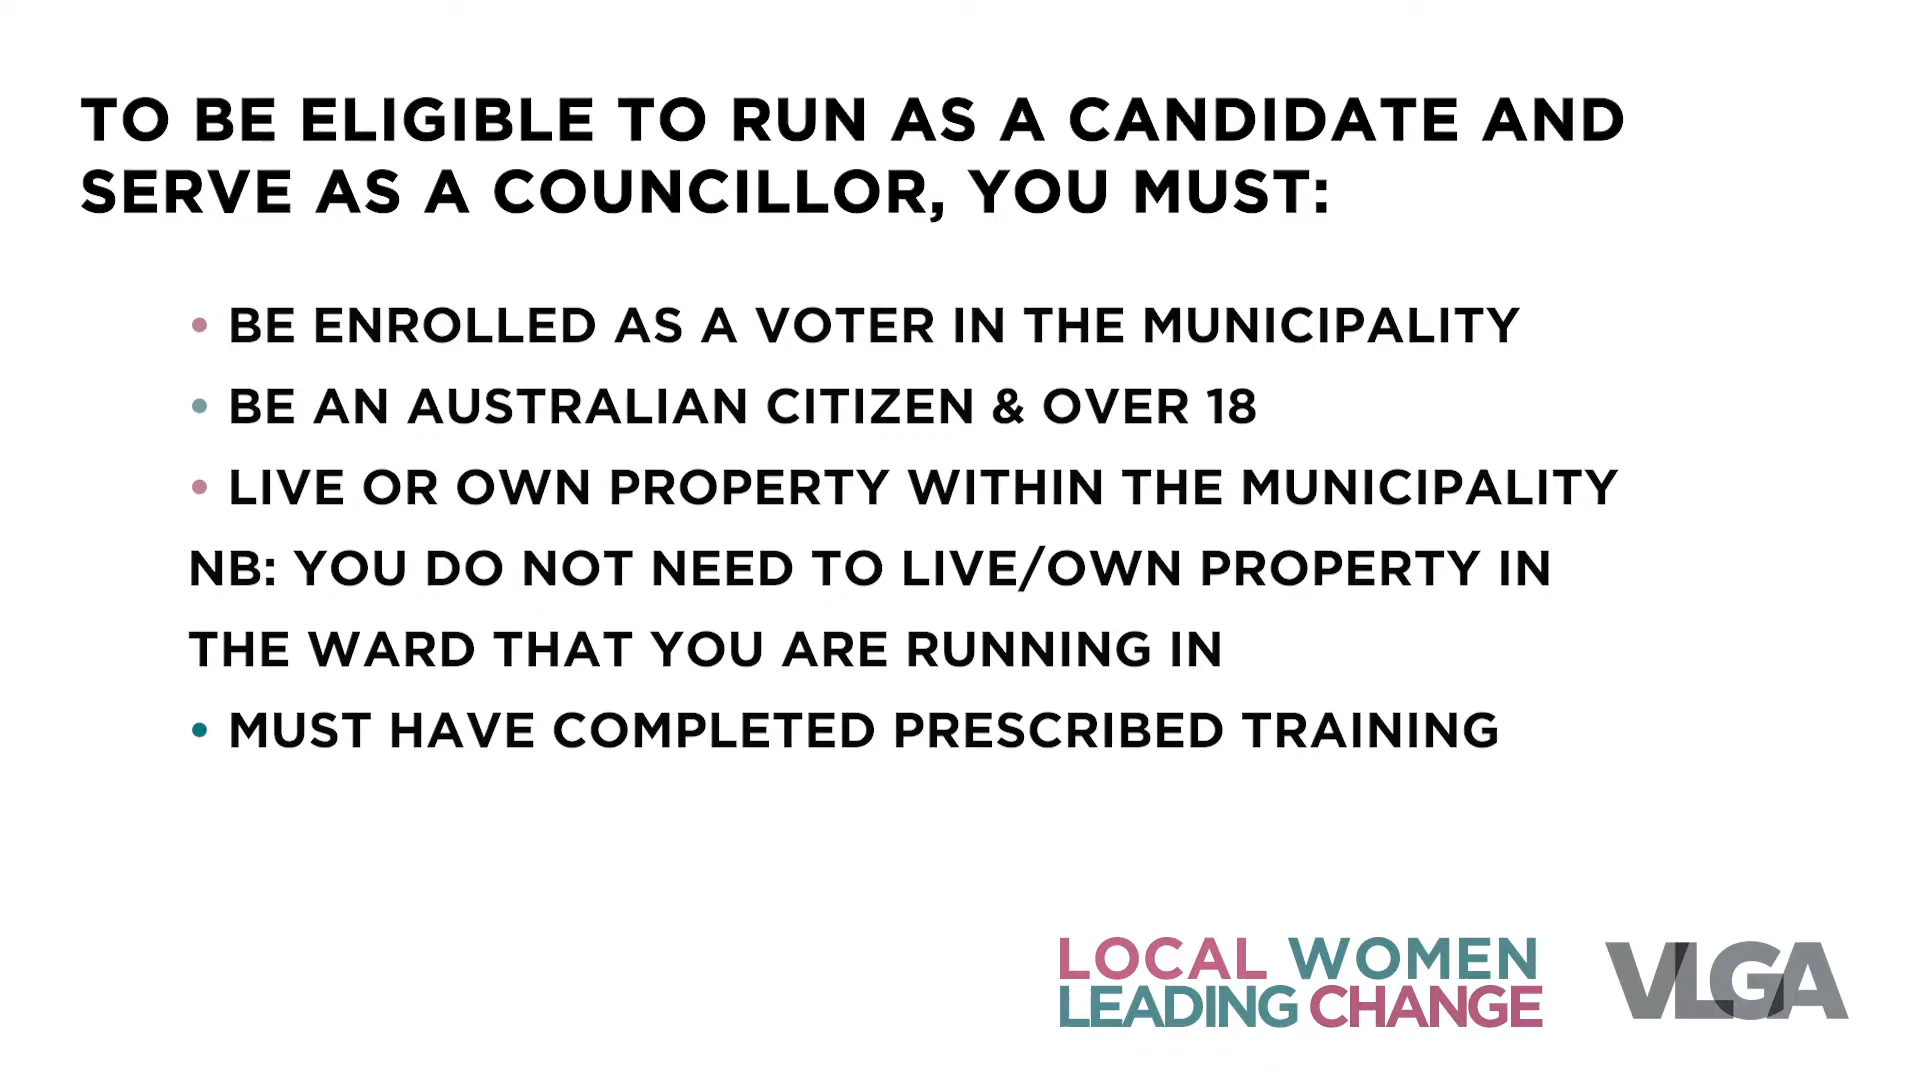 TO BE ELIGIBLE TO RUN AS A CANDIDATE AND
SERVE AS A COUNCILLOR, YOU MUST:
• BE ENROLLED AS A VOTER IN THE MUNICIPALITY
• BE AN AUSTRALIAN CITIZEN & OVER 18
• LIVE OR OWN PROPERTY WITHIN THE MUNICIPALITY
NB: YOU DO NOT NEED TO LIVE/OWN PROPERTY IN
THE WARD THAT YOU ARE RUNNING IN
• MUST HAVE COMPLETED PRESCRIBED TRAINING
LOCAL WOMEN
LEADING CHANGE
VLGA